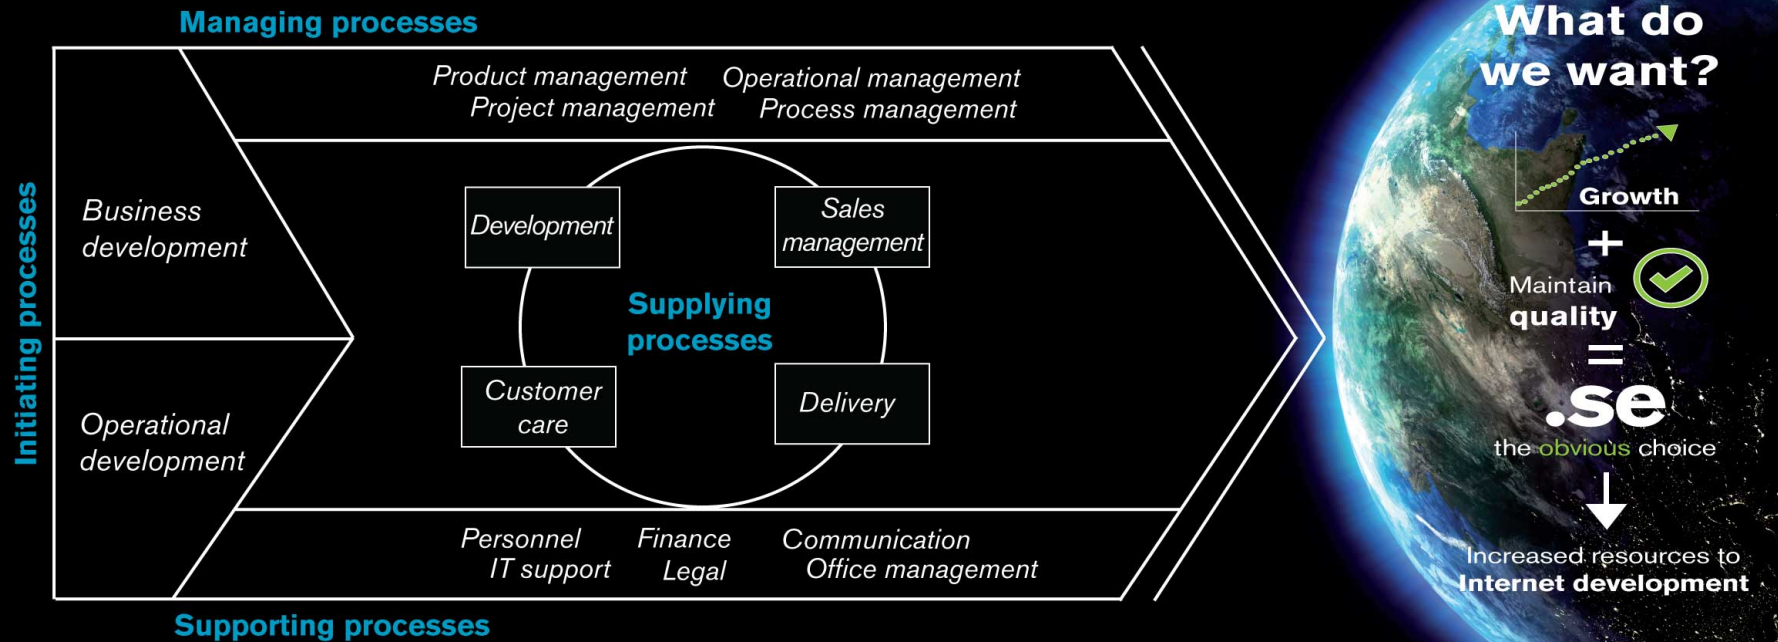 Managing processes
Product management Operational management
Project management Process management
Initiating processes
Business
development
Operational
development
Development
Sales
management
Supplying
processes
Customer
care
Delivery
Personnel Finance Communication
IT support Legal Office management
Supporting processes
What do
we want?
Growth
+
Maintain
quality
=
.se
the obvious choice
Increased resources to
Internet development